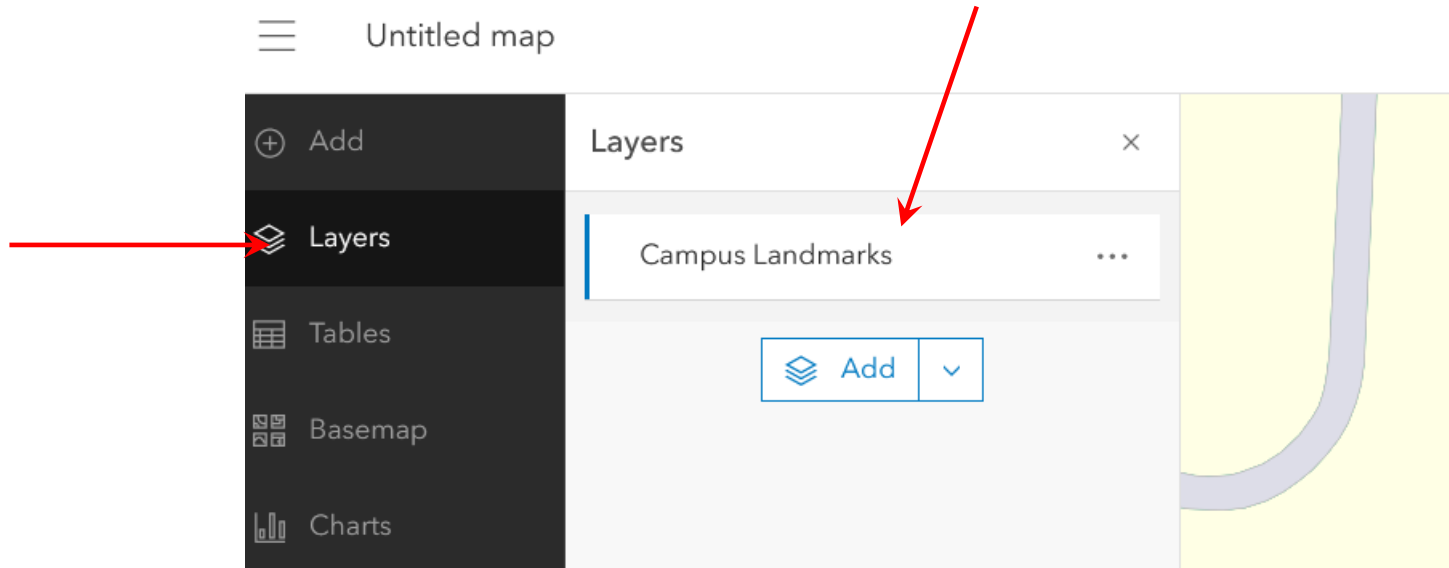 Untitled map
Add
Layers
Tables
Basemap
Charts
Layers
Campus Landmarks
Add